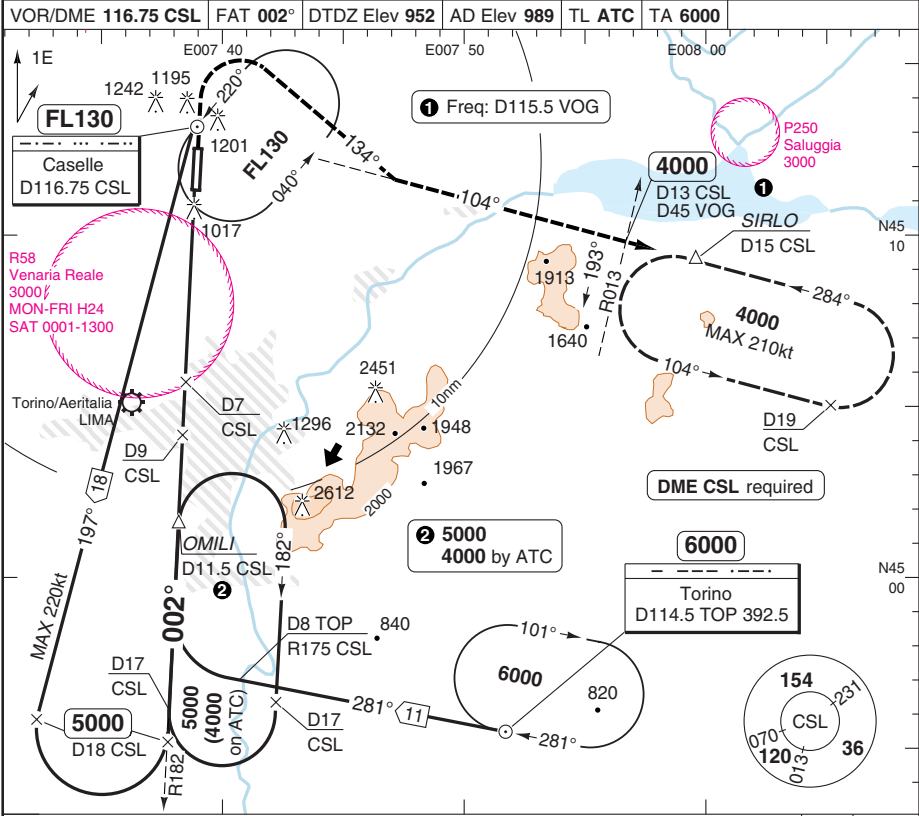 VOR/DME 116.75 CSL | FAT 002° | DTDZ Elev 952 | AD Elev 989 | TL ATC | TA 6000
1E
E007 40
E007 50
E008 00
1242
1195
1201
220°
FL130
Caselle
D116.75 CSL
FL130
040°
134°
❶ Freq: D115.5 VOG
P250
Saluggia
3000
4000
D13 CSL
D45 VOG
❶
104°
1017
SIRLO
D15 CSL
N45
10
R58
Venaria Reale
3000
MON-FRI H24
SAT 0001-1300
1913
193°
R013
284°
4000
MAX 210kt
1640
104°
2451
10nm
Torino/Aeritalia
LIMA
D7
CSL
D19
CSL
1296
2132
1948
D9
CSL
1967
18
2612
2000
DME CSL required
197°
OMILI
D11.5 CSL
❷
182°
❷ 5000
4000 by ATC
6000
N45
00
Torino
D114.5 TOP 392.5
MAX 220kt
002°
D8 TOP
R175 CSL
840
101°
D17
CSL
6000
820
154
231
CSL
070
120
013
36
5000
(4000
on ATC)
281°
11
D17
CSL
281°
5000
D18 CSL
R182